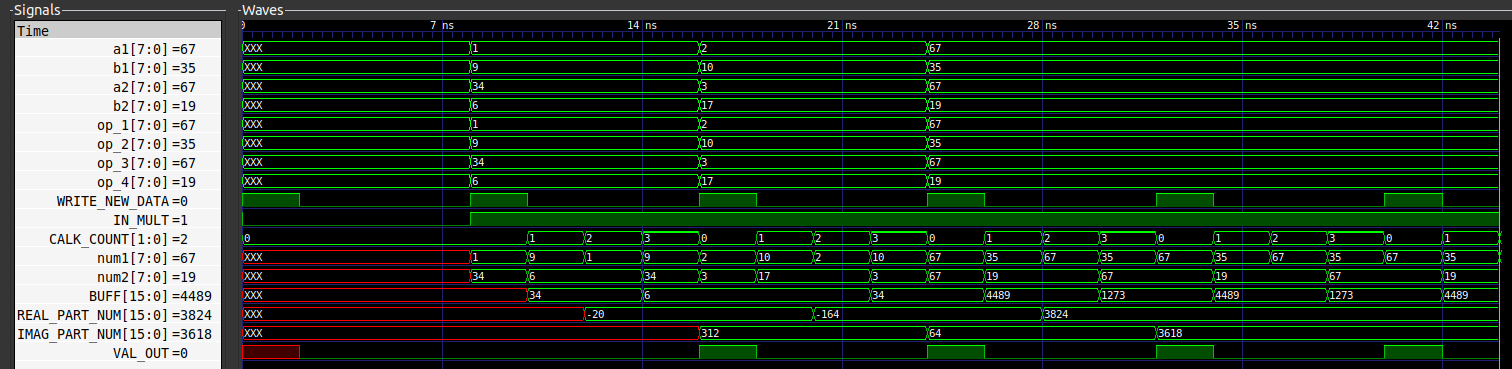 Signals Waves
Time 0 7 ns 14 ns 21 ns 28 ns 35 ns 42 ns
a1[7:0] =67 XXX 1 2 67
b1[7:0] =35 XXX 9 10 35
a2[7:0] =67 XXX 34 3 67
b2[7:0] =19 XXX 6 17 19
op_1[7:0] =67 XXX 1 2 67
op_2[7:0] =35 XXX 9 10 35
op_3[7:0] =67 XXX 34 3 67
op_4[7:0] =19 XXX 6 17 19
WRITE_NEW_DATA =0
IN_MULT =1
CALK_COUNT[1:0] =2 0 1 2 3 0 1 2 3 0 1 2 3 0 1 2 3 0 1
num1[7:0] =67 XXX 1 9 1 9 2 10 2 10 67 35 67 35 67 35 67 35 67 35
num2[7:0] =19 XXX 34 6 34 3 17 3 67 19 67 19 67 19
BUFF[15:0] =4489 XXX 34 6 34 4489 1273 4489 1273 4489
REAL_PART_NUM[15:0] =3824 XXX -20 -164 3824
IMAG_PART_NUM[15:0] =3618 XXX 312 64 3618
VAL_OUT =0